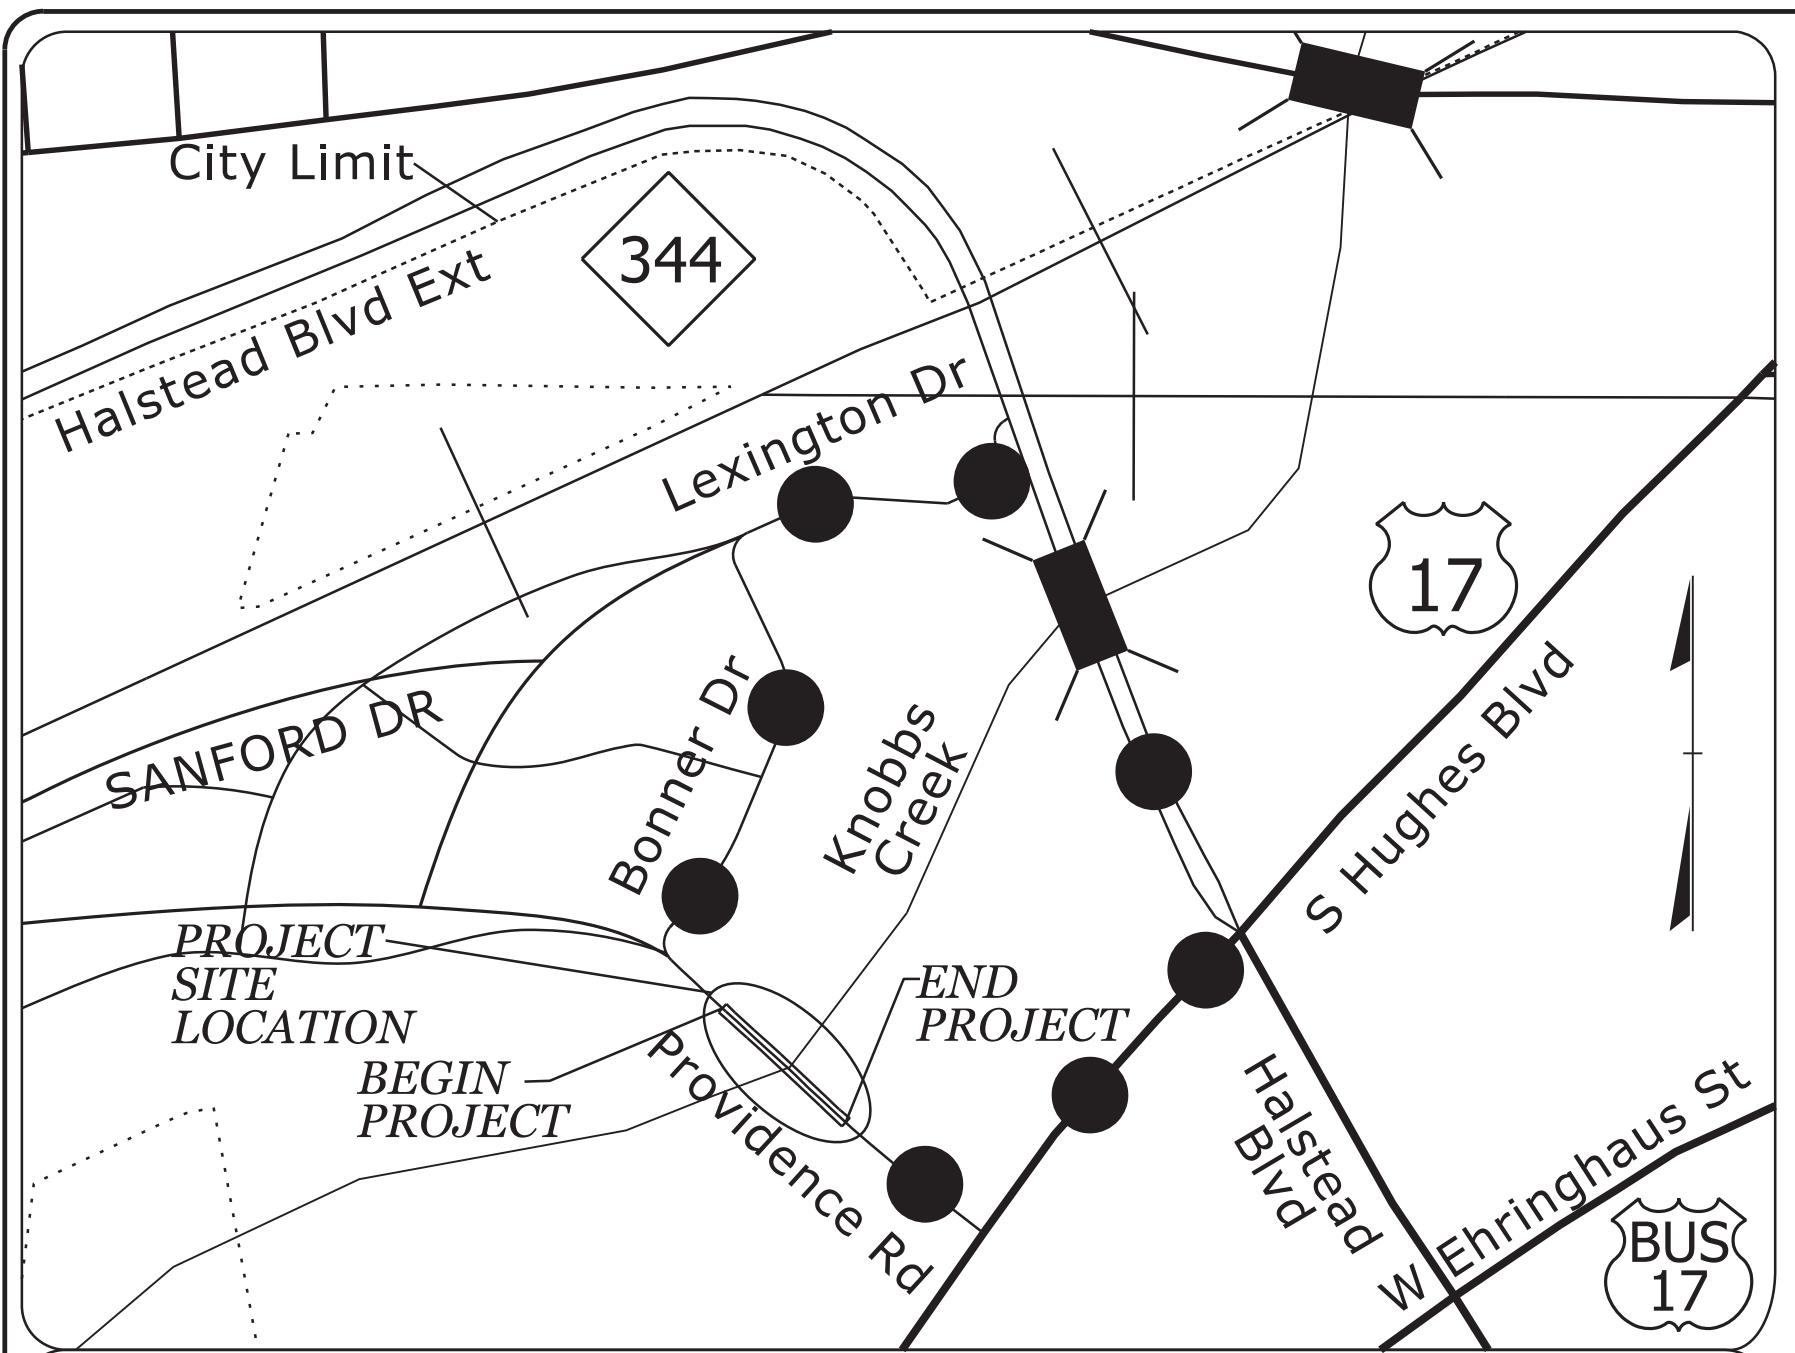 City Limit
344
Halstead Blvd Ext
Lexington Dr
17
SANFORD DR
Bonner Dr
Knobbs
Creek
S Hughes Blvd
PROJECT
SITE
LOCATION
END
PROJECT
BEGIN
PROJECT
Providence Rd
Halstead
Blvd
W Ehringhaus St
BUS
17